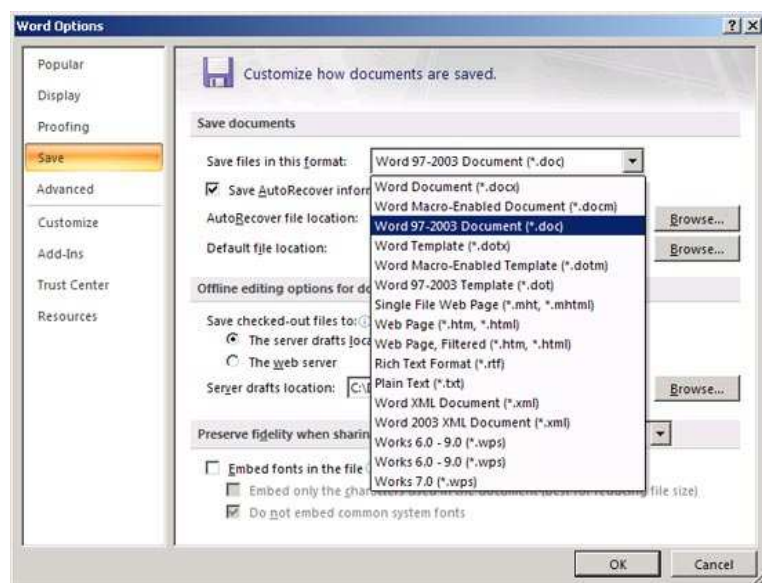 Word Options
Popular
Display
Proofing
Save
Advanced
Customize
Add-Ins
Trust Center
Resources
Customize how documents are saved.
Save documents
Save files in this format: Word 97-2003 Document (*.doc)
Save AutoRecover inform
AutoRecover file location: Browse...
Default file location: Browse...
Word Document (*.docx)
Word Macro-Enabled Document (*.docm)
Word 97-2003 Document (*.doc)
Word Template (*.dotx)
Word Macro-Enabled Template (*.dotm)
Word 97-2003 Template (*.dot)
Single File Web Page (*.mht, *.mhtml)
Web Page (*.htm, *.html)
Web Page, Filtered (*.htm, *.html)
Rich Text Format (*.rtf)
Plain Text (*.txt)
Word XML Document (*.xml)
Word 2003 XML Document (*.xml)
Works 6.0 - 9.0 (*.wps)
Works 6.0 - 9.0 (*.wps)
Works 7.0 (*.wps)
Offline editing options for do
Save checked-out files to:
The server drafts loca
The web server
Server drafts location: C:\ Browse...
Preserve fidelity when sharin
Embed fonts in the file
Embed only the characters used in the document (best for reducing file size)
Do not embed common system fonts
OK Cancel